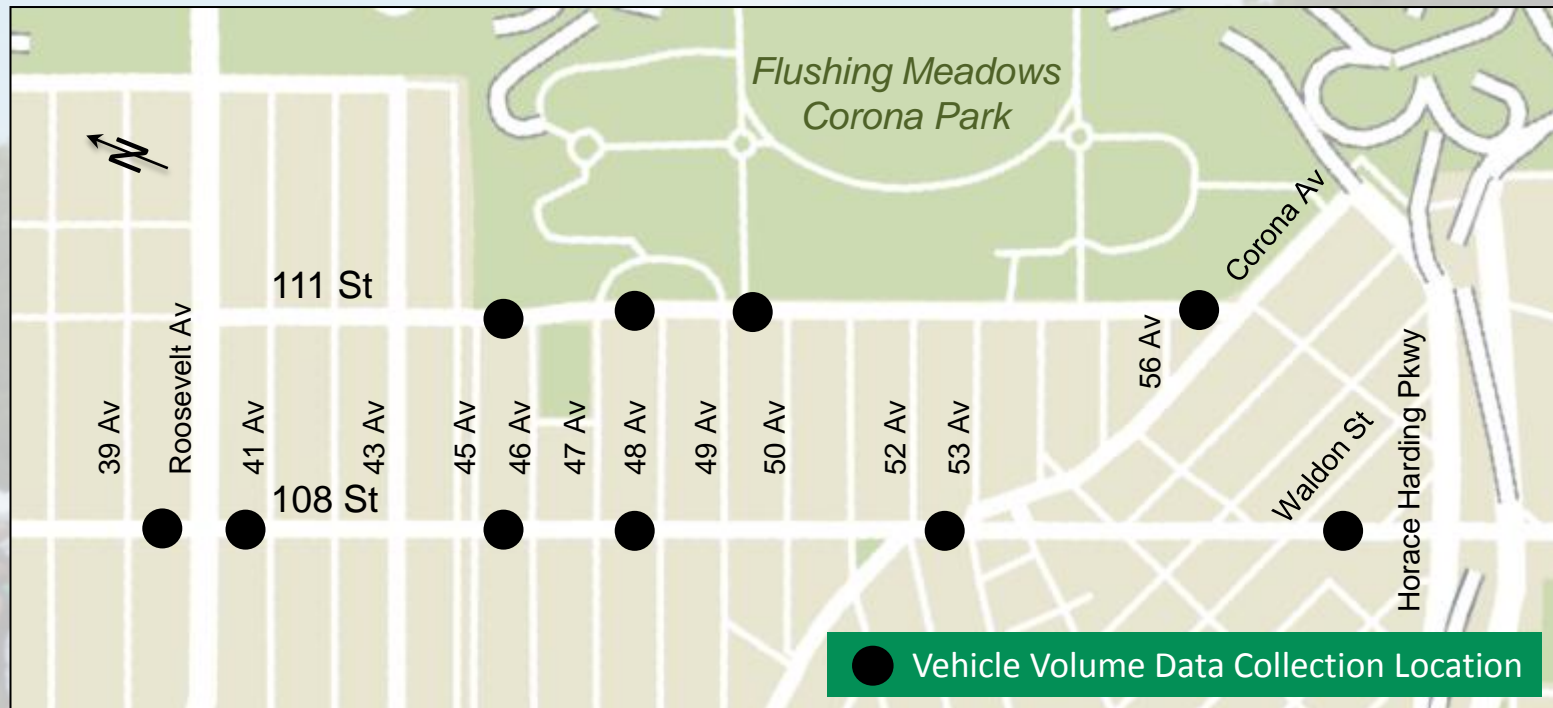 Flushing Meadows
Corona Park
N
Corona Av
111 St
Roosevelt Av
56 Av
39 Av
41 Av
43 Av
45 Av
46 Av
47 Av
48 Av
49 Av
50 Av
52 Av
53 Av
Waldon St
Horace Harding Pkwy
108 St
Vehicle Volume Data Collection Location